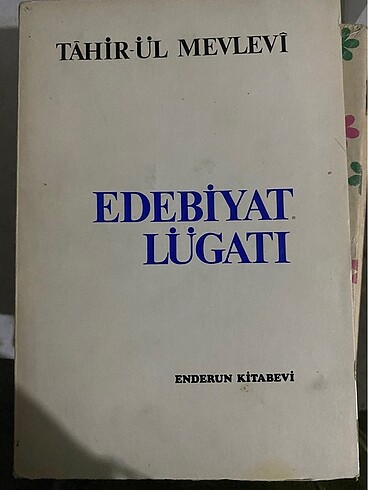 TÂHİR-ÜL MEVLEVÎ
EDEBİYAT
LÜGATI
ENDERUN KİTABEVİ